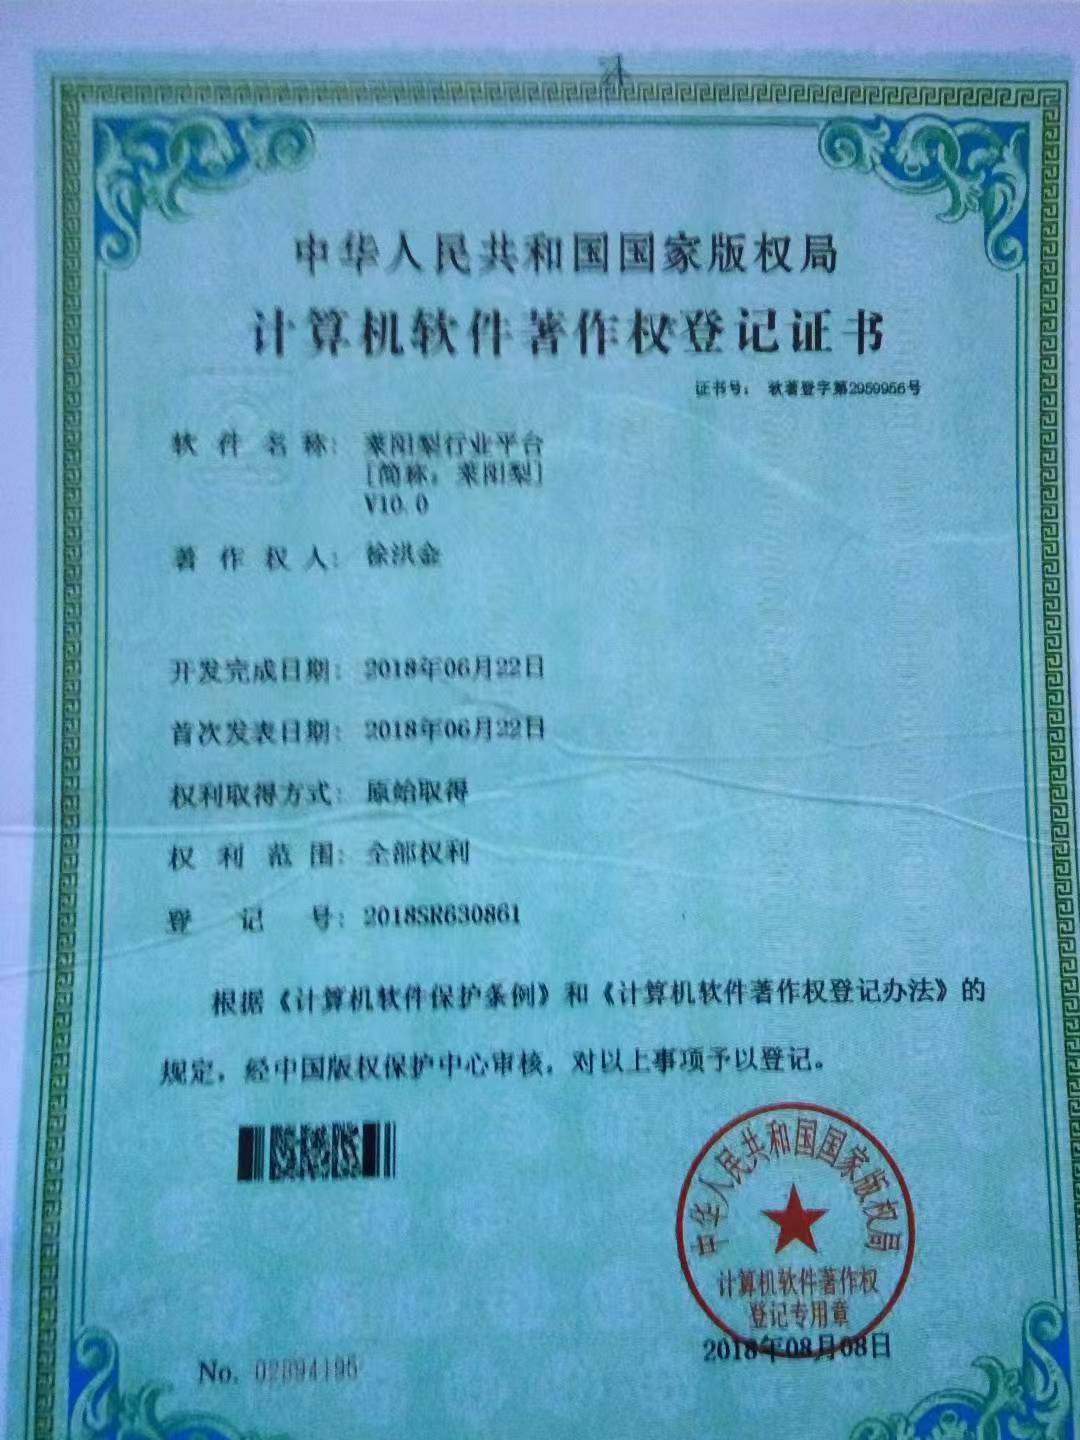 中华人民共和国国家版权局
计算机软件著作权登记证书
证书号： 软著登字第2959956号
软件名称： 莱阳梨行业平台
[简称：莱阳梨]
V10.0
著作权人： 徐洪金
开发完成日期： 2018年06月22日
首次发表日期： 2018年06月22日
权利取得方式： 原始取得
权利范围： 全部权利
登记号： 2018SR630861
根据《计算机软件保护条例》和《计算机软件著作权登记办法》的
规定，经中国版权保护中心审核，对以上事项予以登记。
中华人民共和国国家版权局
计算机软件著作权
登记专用章
2018年08月08日
No. 02894195